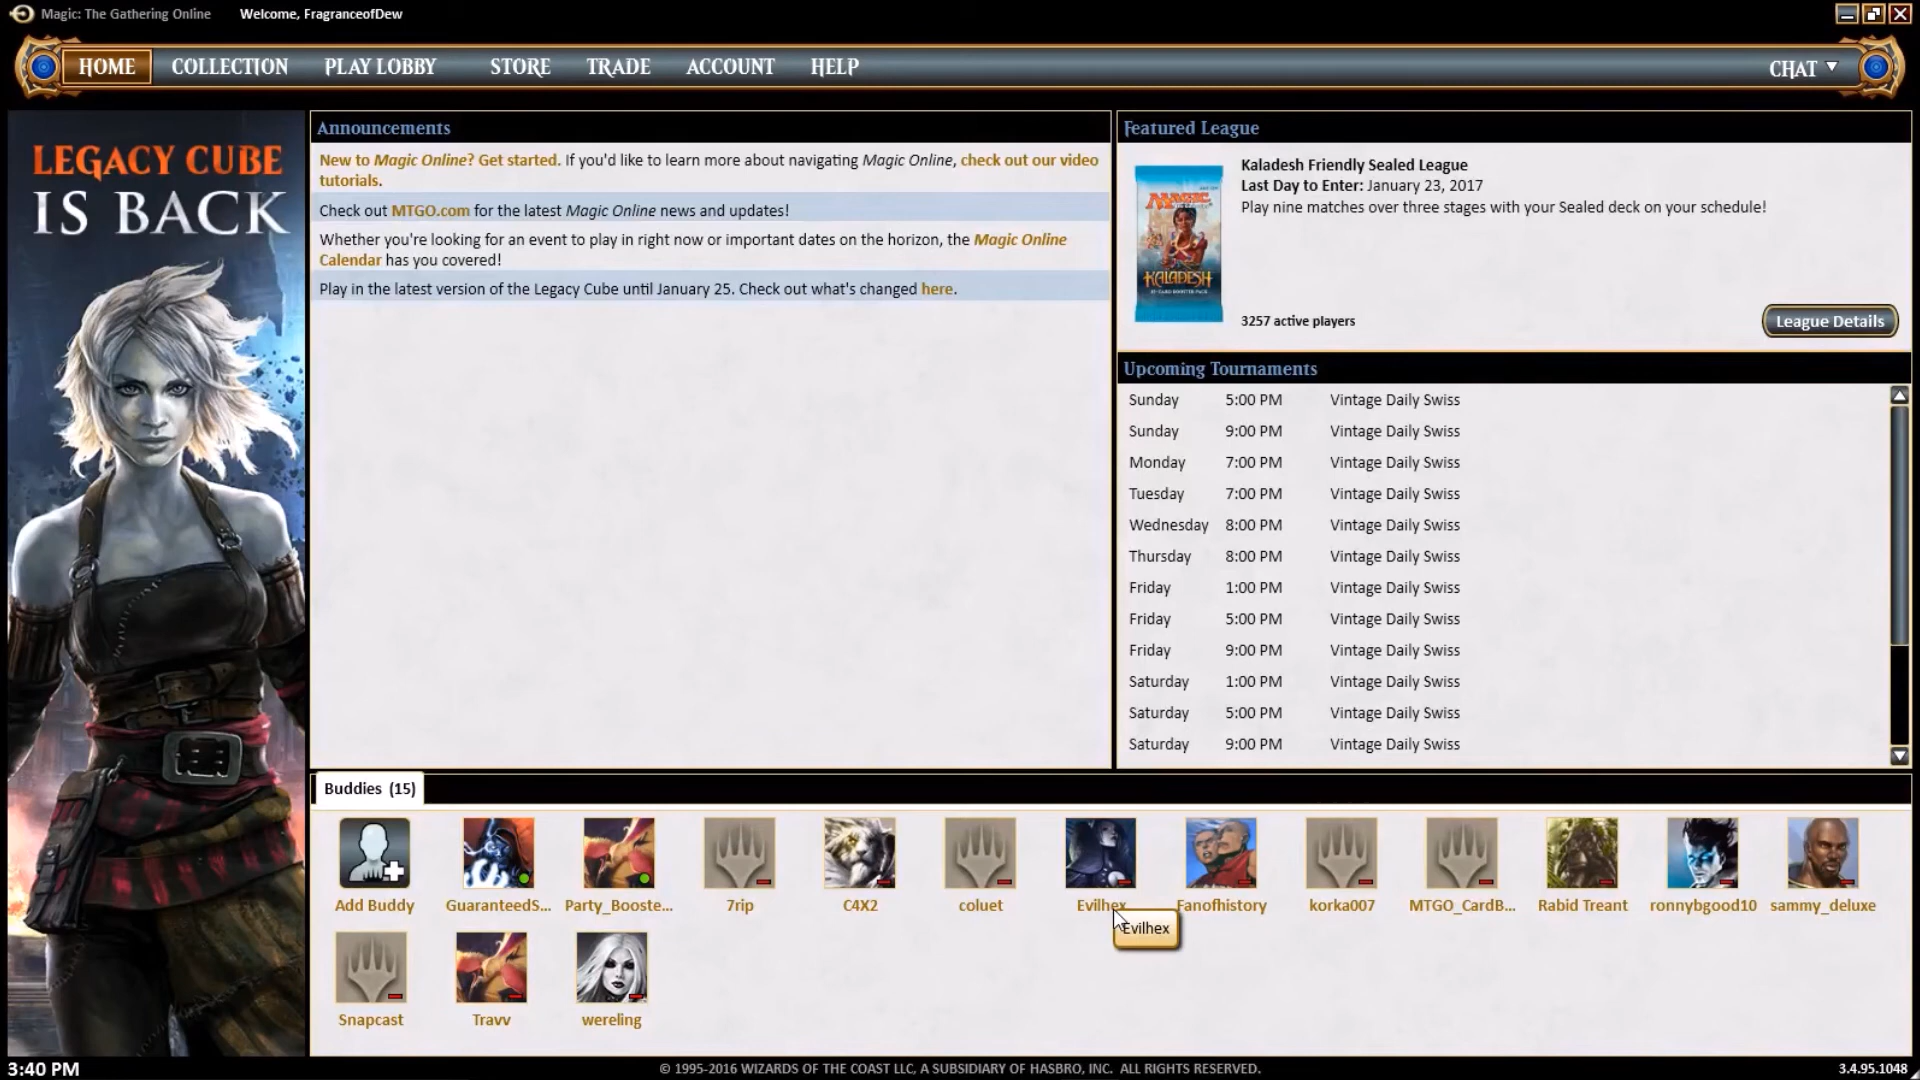 Magic: The Gathering Online Welcome, FragranceofDew
HOME COLLECTION PLAY LOBBY STORE TRADE ACCOUNT HELP CHAT
LEGACY CUBE
IS BACK
Announcements
New to Magic Online? Get started. If you'd like to learn more about navigating Magic Online, check out our video
tutorials.
Check out MTGO.com for the latest Magic Online news and updates!
Whether you're looking for an event to play in right now or important dates on the horizon, the Magic Online
Calendar has you covered!
Play in the latest version of the Legacy Cube until January 25. Check out what's changed here.
Featured League
MAGIC
KALADESH
Kaladesh Friendly Sealed League
Last Day to Enter: January 23, 2017
Play nine matches over three stages with your Sealed deck on your schedule!
3257 active players
League Details
Upcoming Tournaments
Sunday 5:00 PM Vintage Daily Swiss
Sunday 9:00 PM Vintage Daily Swiss
Monday 7:00 PM Vintage Daily Swiss
Tuesday 7:00 PM Vintage Daily Swiss
Wednesday 8:00 PM Vintage Daily Swiss
Thursday 8:00 PM Vintage Daily Swiss
Friday 1:00 PM Vintage Daily Swiss
Friday 5:00 PM Vintage Daily Swiss
Friday 9:00 PM Vintage Daily Swiss
Saturday 1:00 PM Vintage Daily Swiss
Saturday 5:00 PM Vintage Daily Swiss
Saturday 9:00 PM Vintage Daily Swiss
Buddies (15)
Add Buddy GuaranteedS... Party_Booste... 7rip C4X2 coluet Evilhex Fanofhistory korka007 MTGO_CardB... Rabid Treant ronnybgood10 sammy_deluxe
Evilhex
Snapcast Travv wereling
3:40 PM © 1995-2016 WIZARDS OF THE COAST LLC, A SUBSIDIARY OF HASBRO, INC. ALL RIGHTS RESERVED. 3.4.95.1048